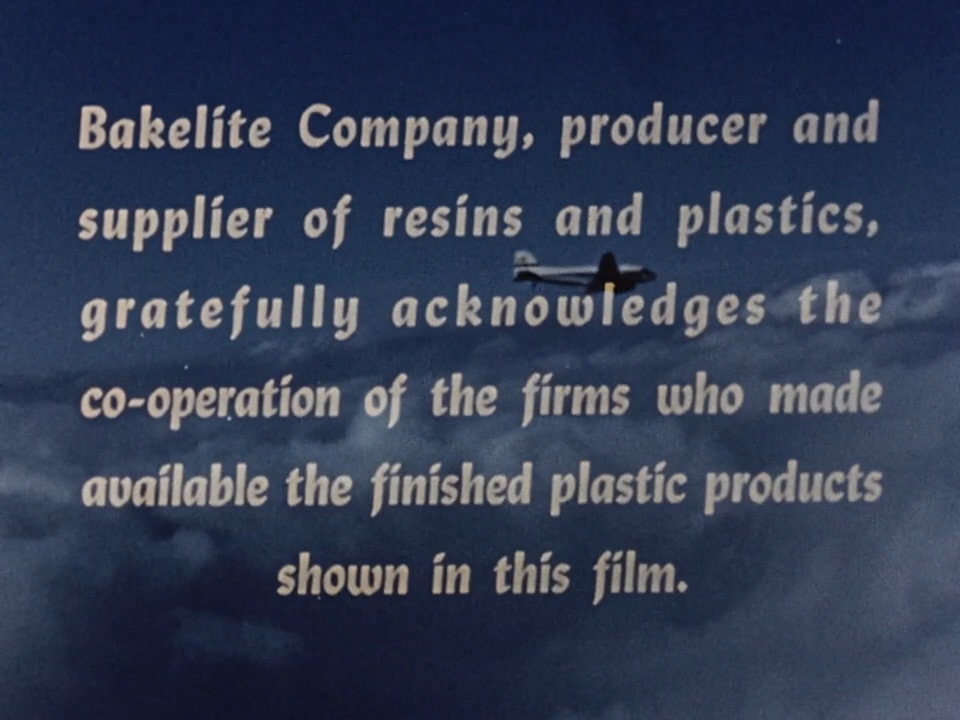 Bakelite Company, producer and
supplier of resins and plastics,
gratefully acknowledges the
co-operation of the firms who made
available the finished plastic products
shown in this film.